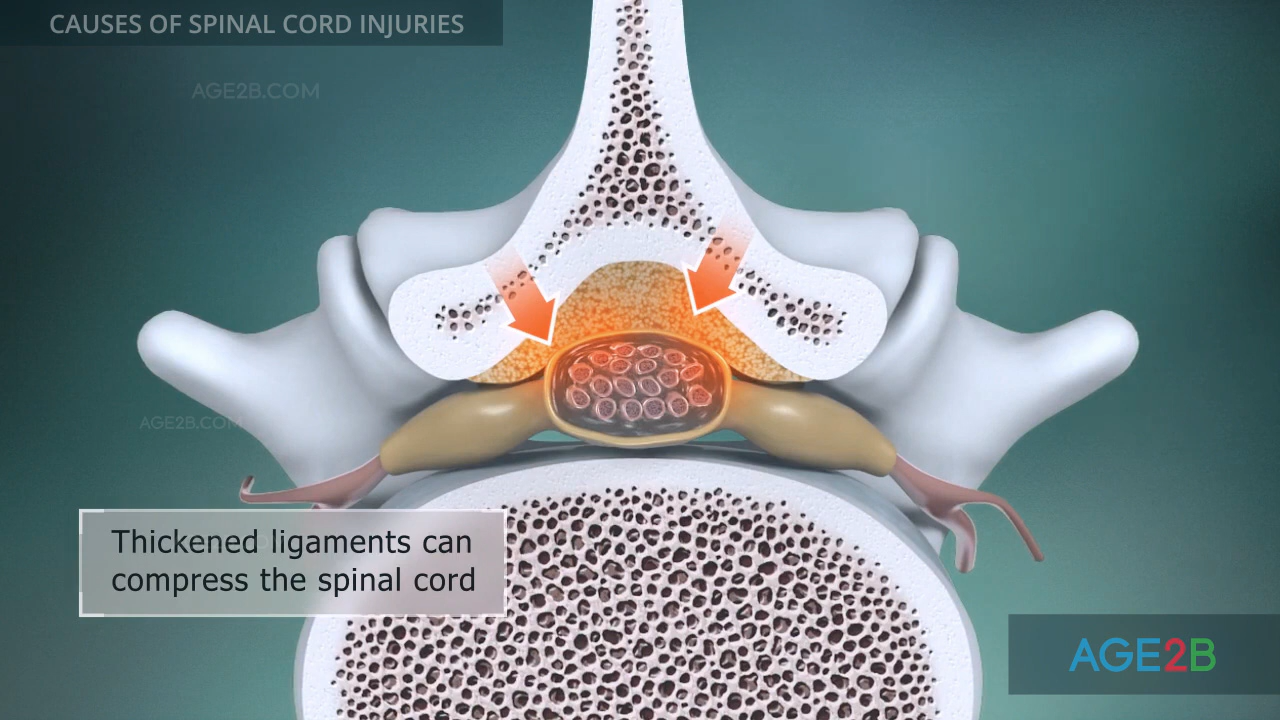 CAUSES OF SPINAL CORD INJURIES
AGE2B.COM
AGE2B.COM
Thickened ligaments can
compress the spinal cord
AGE2B